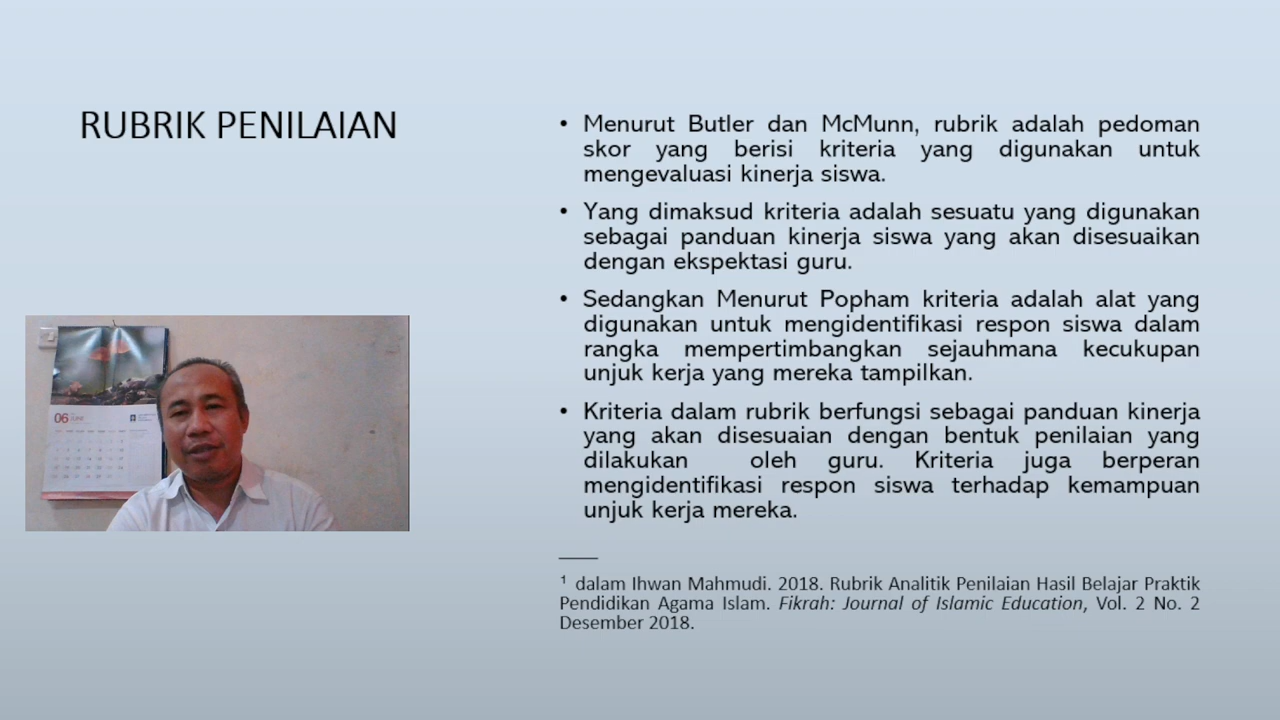 RUBRIK PENILAIAN
• Menurut Butler dan McMunn, rubrik adalah pedoman
skor yang berisi kriteria yang digunakan untuk
mengevaluasi kinerja siswa.
• Yang dimaksud kriteria adalah sesuatu yang digunakan
sebagai panduan kinerja siswa yang akan disesuaikan
dengan ekspektasi guru.
• Sedangkan Menurut Popham kriteria adalah alat yang
digunakan untuk mengidentifikasi respon siswa dalam
rangka mempertimbangkan sejauhmana kecukupan
unjuk kerja yang mereka tampilkan.
• Kriteria dalam rubrik berfungsi sebagai panduan kinerja
yang akan disesuaian dengan bentuk penilaian yang
dilakukan oleh guru. Kriteria juga berperan
mengidentifikasi respon siswa terhadap kemampuan
unjuk kerja mereka.
¹ dalam Ihwan Mahmudi. 2018. Rubrik Analitik Penilaian Hasil Belajar Praktik
Pendidikan Agama Islam. Fikrah: Journal of Islamic Education, Vol. 2 No. 2
Desember 2018.
06 JUNE